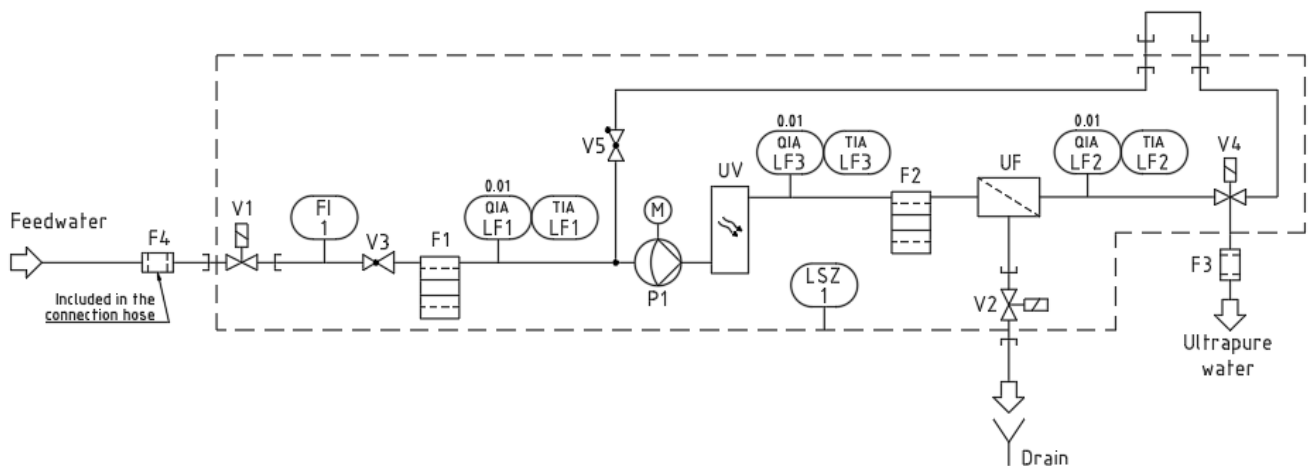 Feedwater
F4
Included in the
connection hose
V1
FI
1
V3
F1
0.01
QIA
LF1
TIA
LF1
V5
M
P1
UV
0.01
QIA
LF3
TIA
LF3
LSZ
1
F2
UF
V2
Drain
0.01
QIA
LF2
TIA
LF2
V4
F3
Ultrapure
water